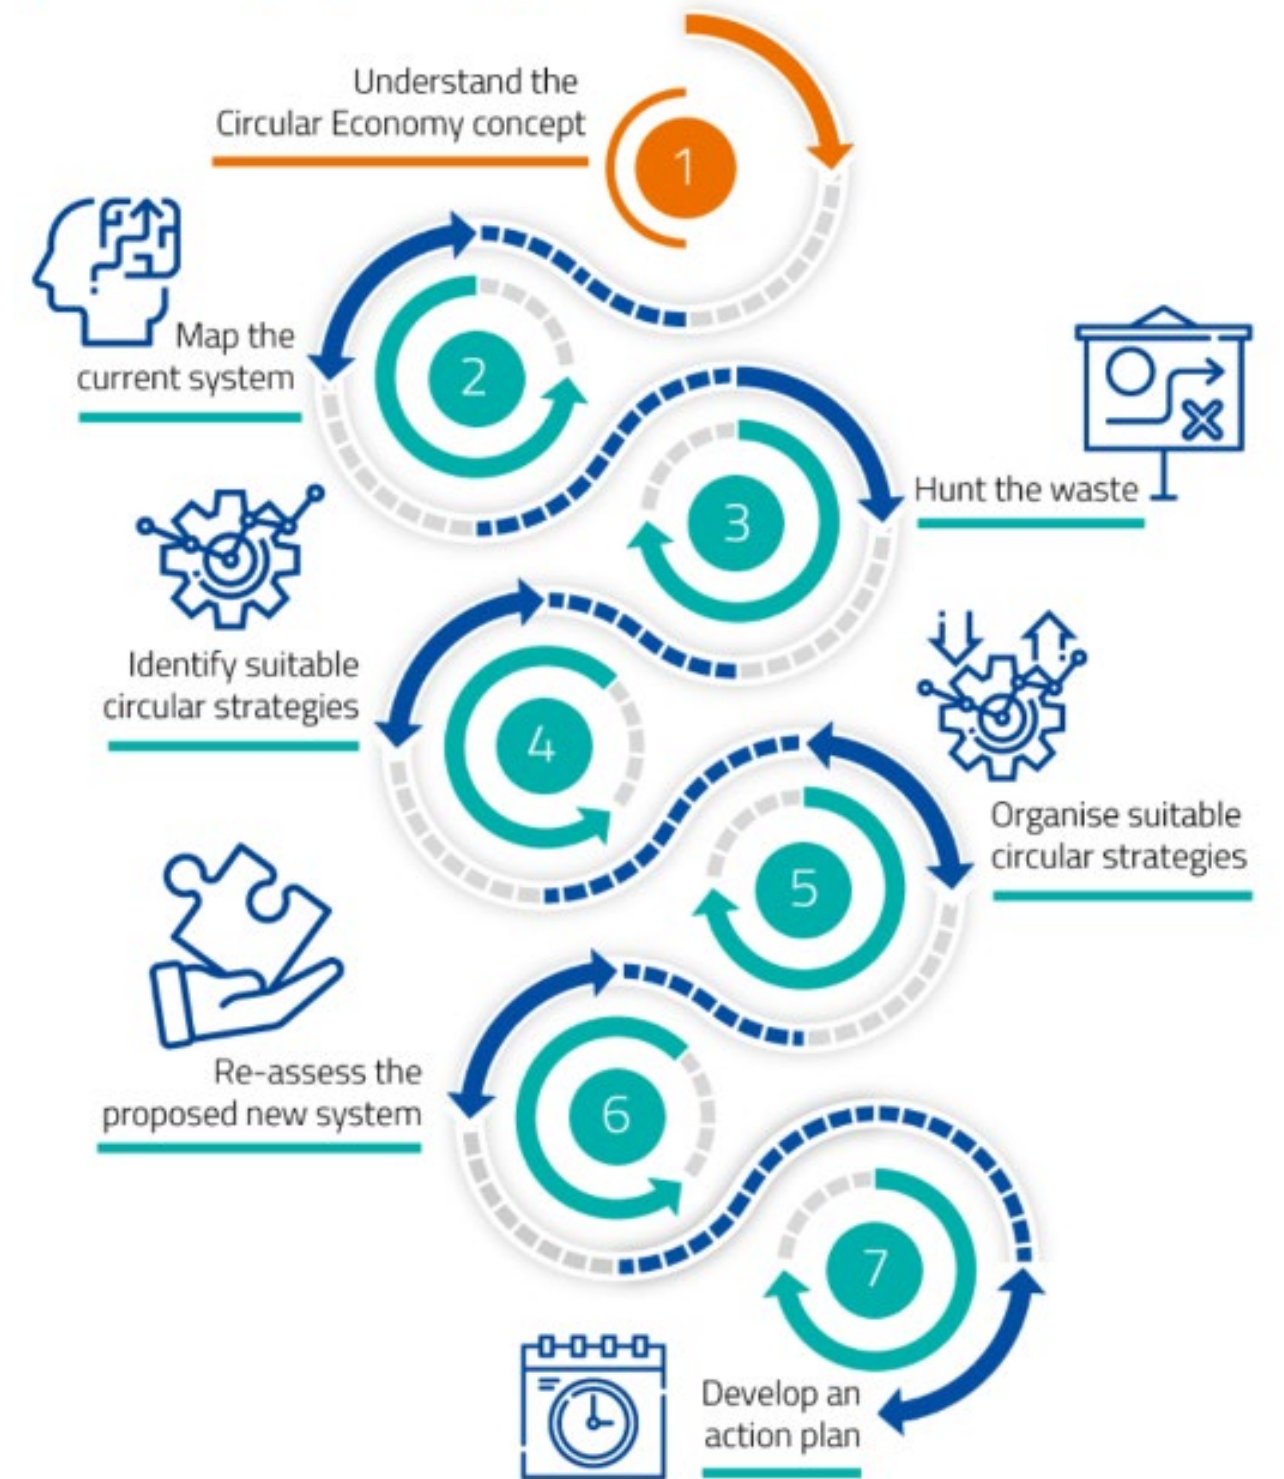 Understand the
Circular Economy concept
1
2
Map the
current system
3
Hunt the waste
4
Identify suitable
circular strategies
5
Organise suitable
circular strategies
6
Re-assess the
proposed new system
7
Develop an
action plan